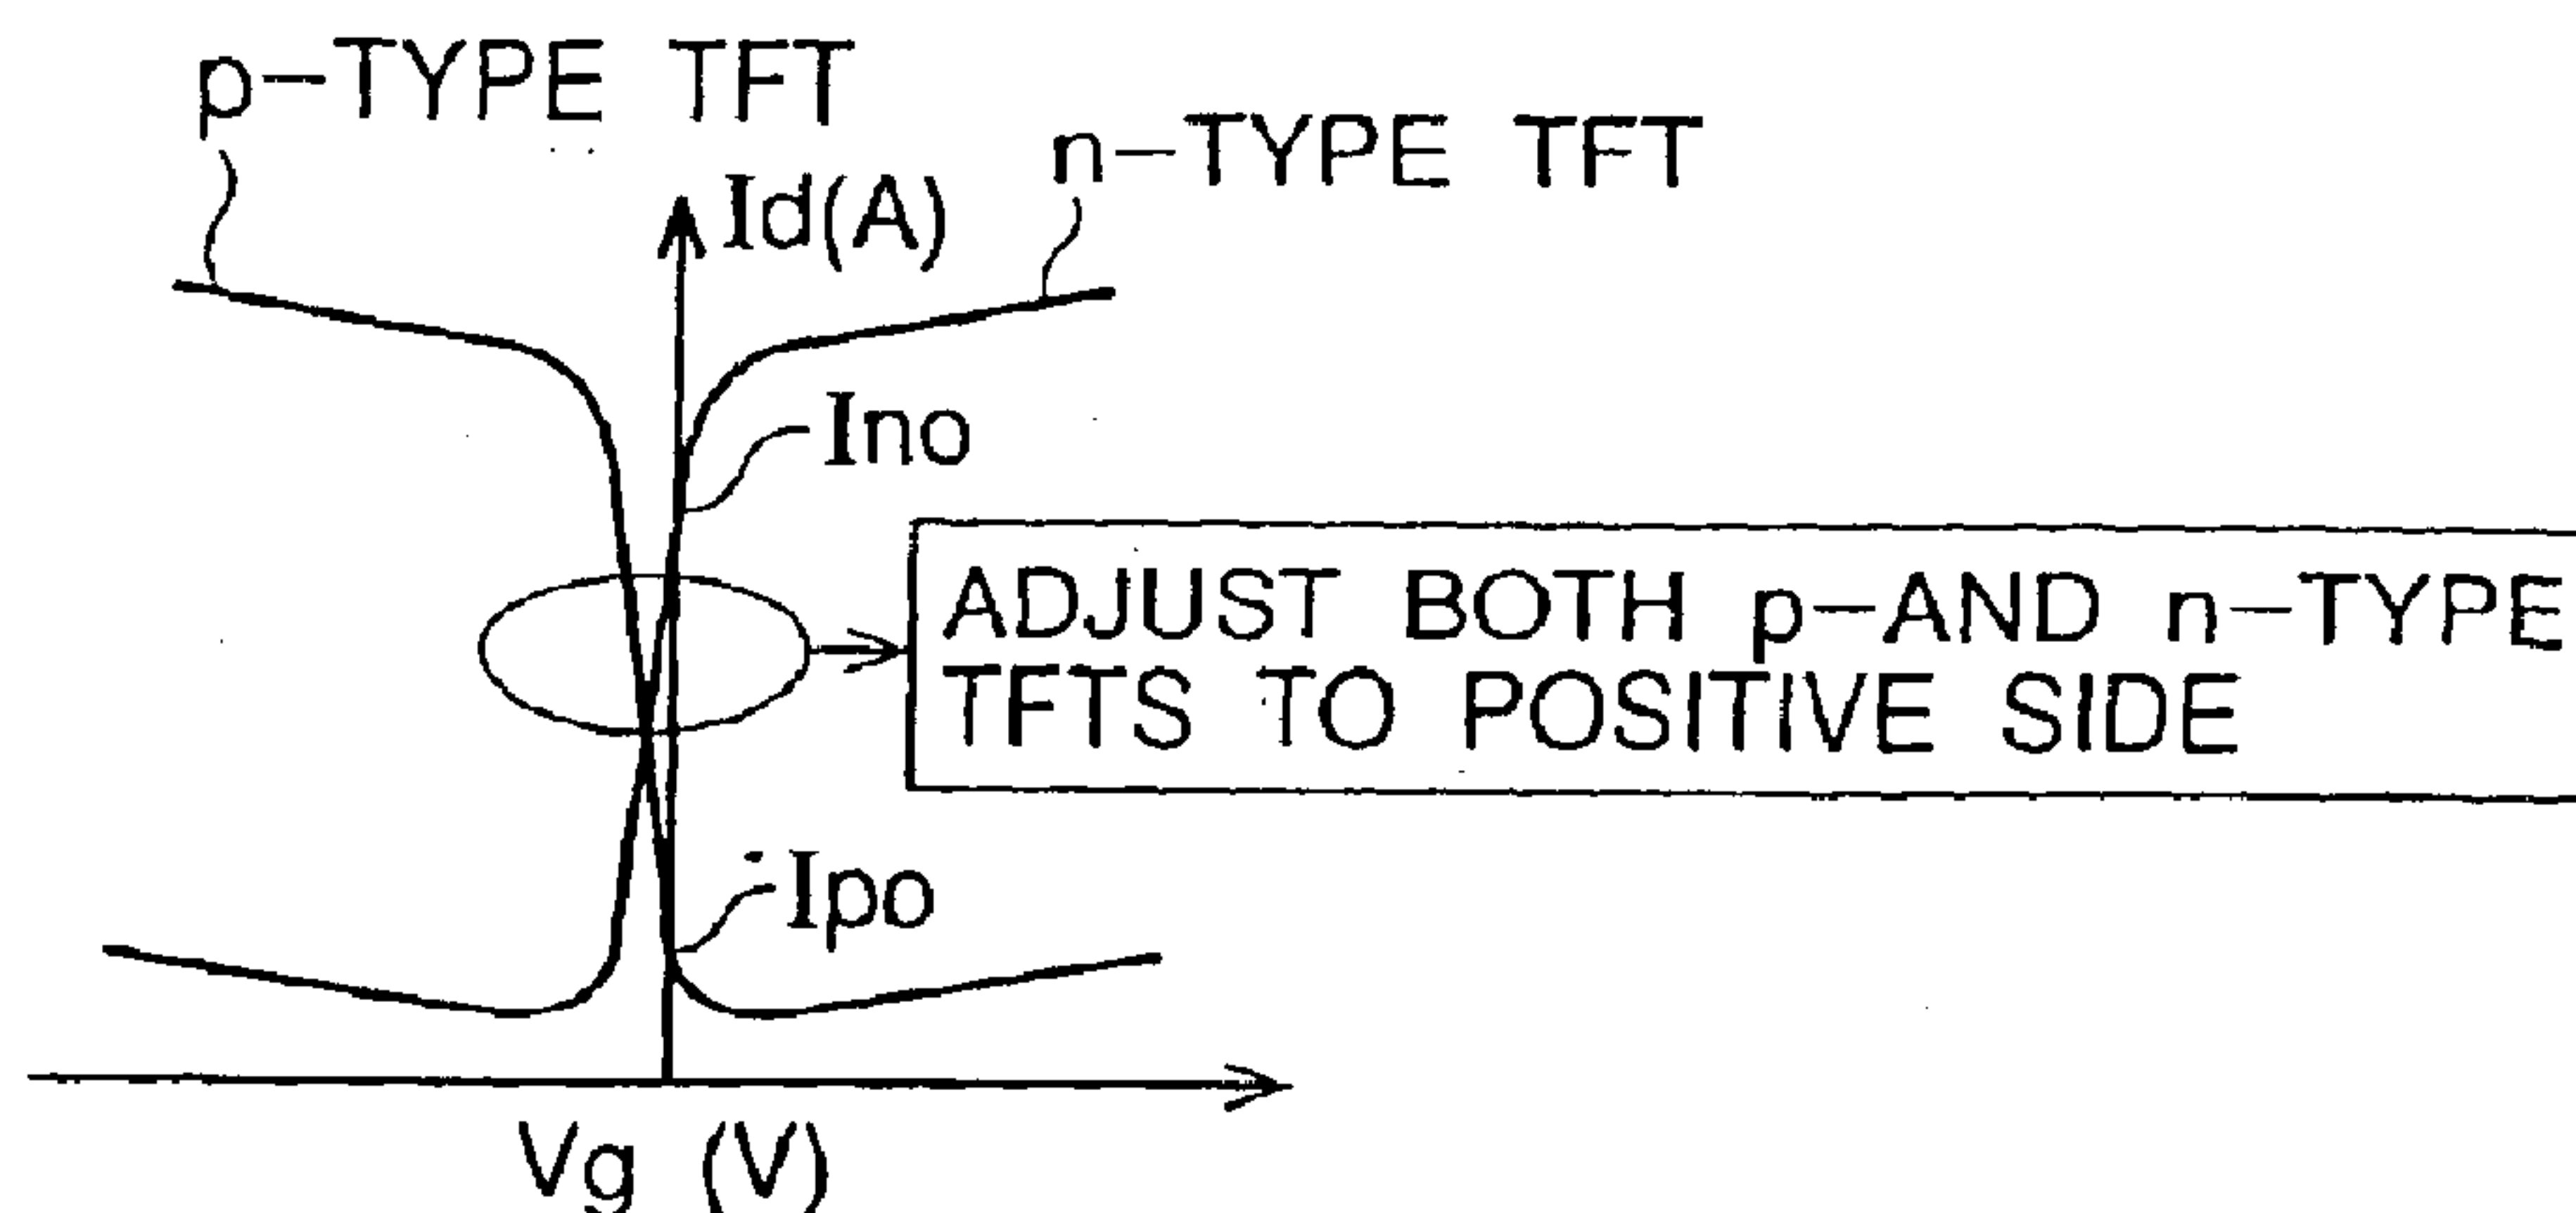 p-TYPE TFT
n-TYPE TFT
Id(A)
Ino
ADJUST BOTH p-AND n-TYPE
TFTS TO POSITIVE SIDE
Ipo
Vg (V)